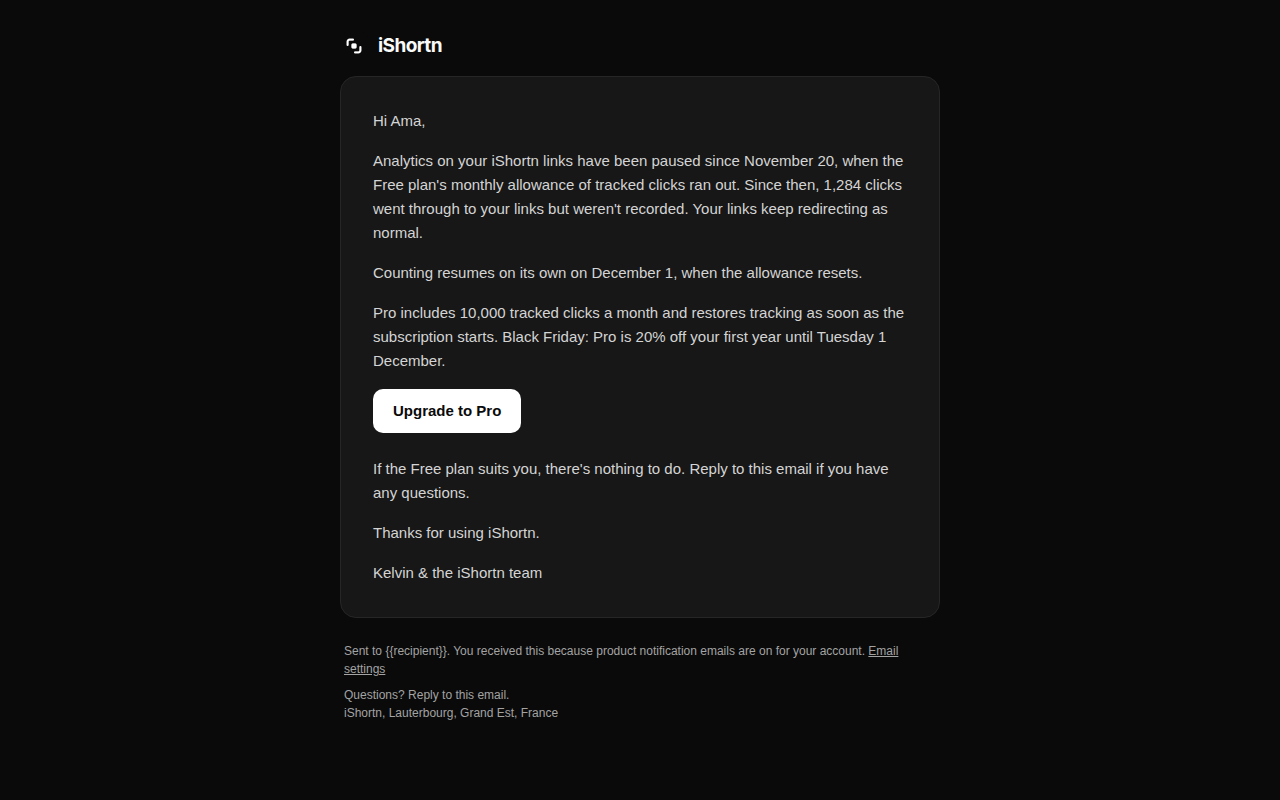 iShortn
Hi Ama,
Analytics on your iShortn links have been paused since November 20, when the
Free plan's monthly allowance of tracked clicks ran out. Since then, 1,284 clicks
went through to your links but weren't recorded. Your links keep redirecting as
normal.
Counting resumes on its own on December 1, when the allowance resets.
Pro includes 10,000 tracked clicks a month and restores tracking as soon as the
subscription starts. Black Friday: Pro is 20% off your first year until Tuesday 1
December.
Upgrade to Pro
If the Free plan suits you, there's nothing to do. Reply to this email if you have
any questions.
Thanks for using iShortn.
Kelvin & the iShortn team
Sent to {{recipient}}. You received this because product notification emails are on for your account. Email
settings
Questions? Reply to this email.
iShortn, Lauterbourg, Grand Est, France